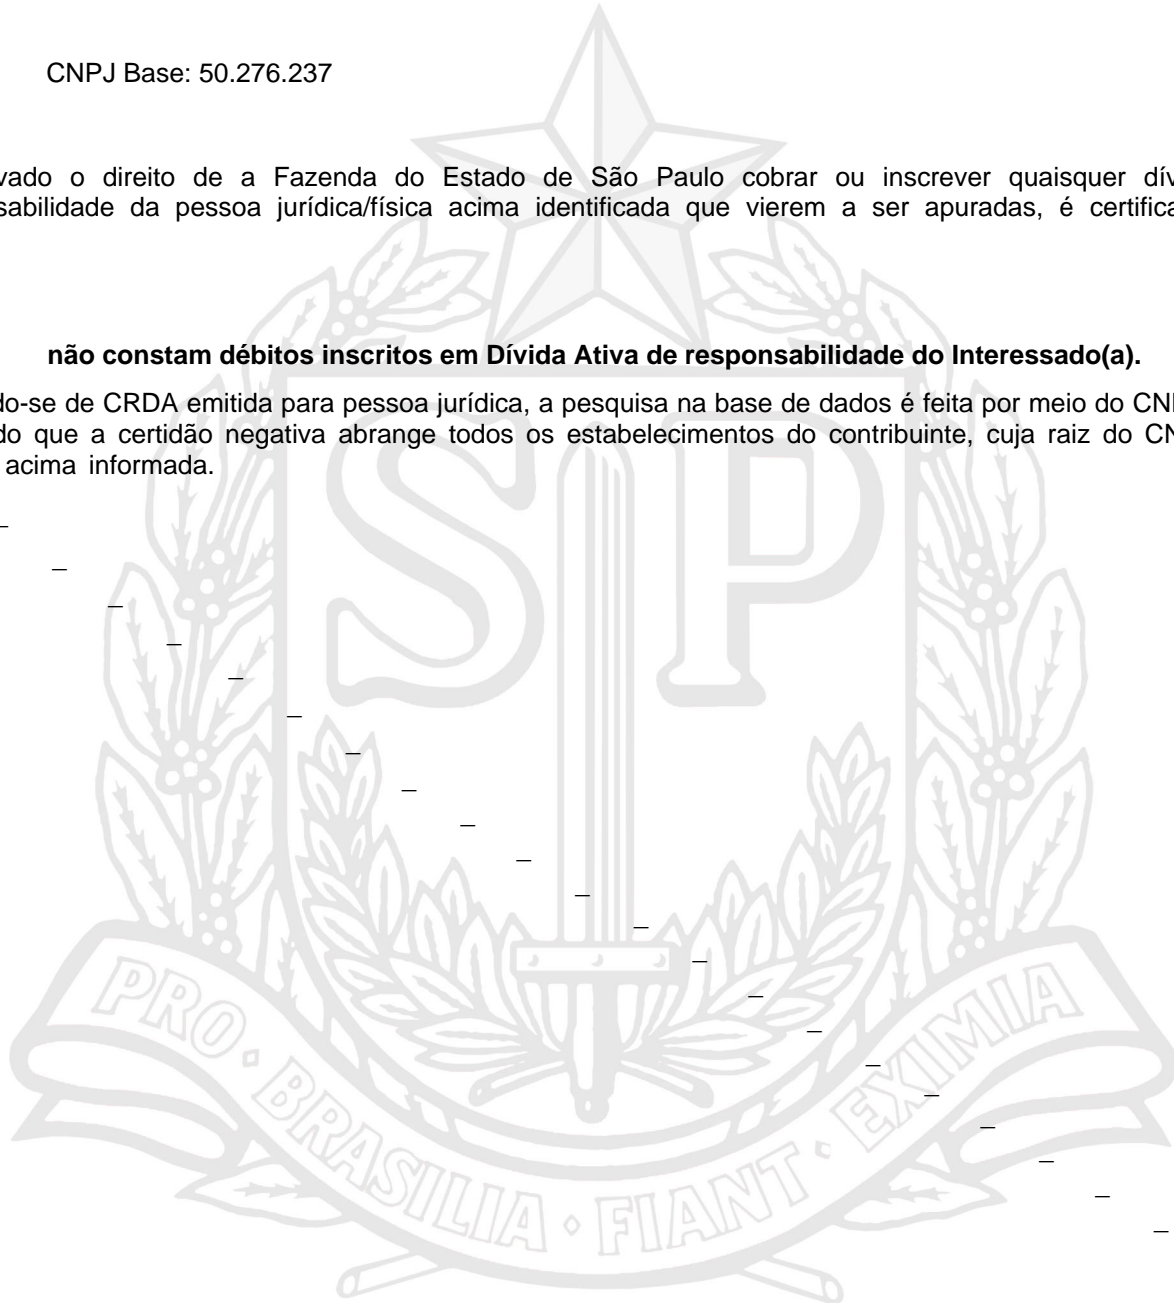 CNPJ Base: 50.276.237
vado o direito de a Fazenda do Estado de São Paulo cobrar ou inscrever quaisquer dív
sabilidade da pessoa jurídica/física acima identificada que vierem a ser apuradas, é certifica
não constam débitos inscritos em Dívida Ativa de responsabilidade do Interessado(a).
do-se de CRDA emitida para pessoa jurídica, a pesquisa na base de dados é feita por meio do CN
do que a certidão negativa abrange todos os estabelecimentos do contribuinte, cuja raiz do CN
acima informada.
SP
PRO · BRASILIA · FIANT · EXIMIA